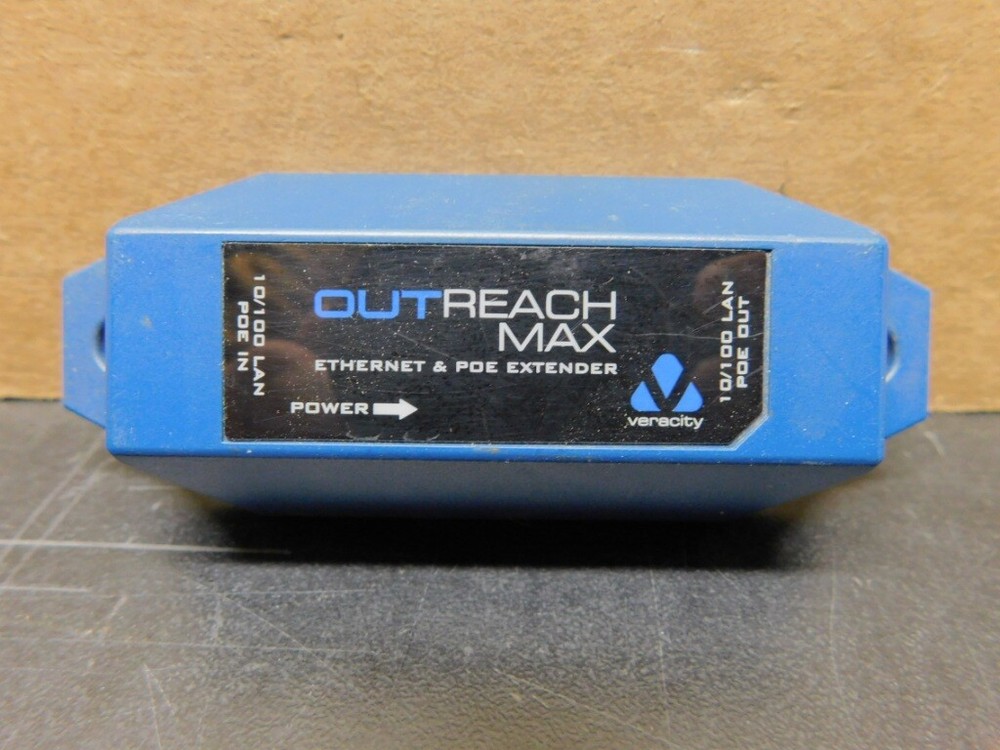 10/100 LAN
POE IN
OUTREACH
MAX
ETHERNET & POE EXTENDER
POWER
veracity
10/100 LAN
POE OUT